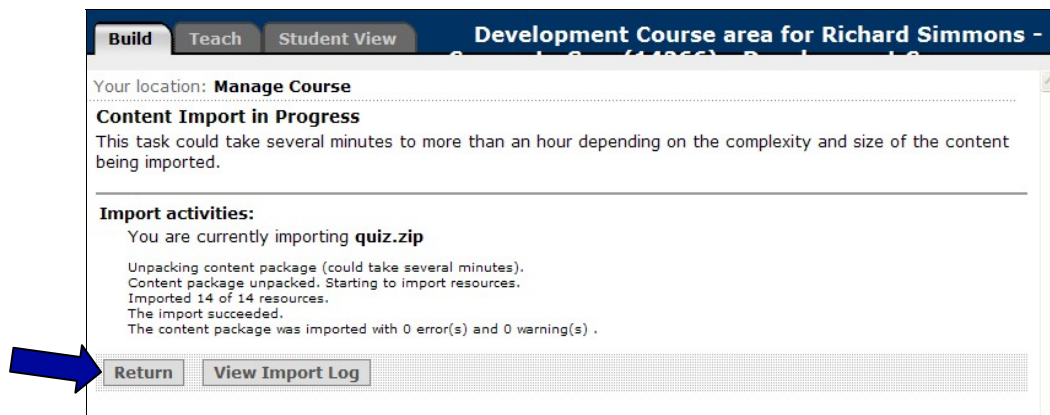 Build Teach Student View Development Course area for Richard Simmons -
Your location: Manage Course
Content Import in Progress
This task could take several minutes to more than an hour depending on the complexity and size of the content
being imported.
Import activities:
You are currently importing quiz.zip
Unpacking content package (could take several minutes).
Content package unpacked. Starting to import resources.
Imported 14 of 14 resources.
The import succeeded.
The content package was imported with 0 error(s) and 0 warning(s) .
Return View Import Log